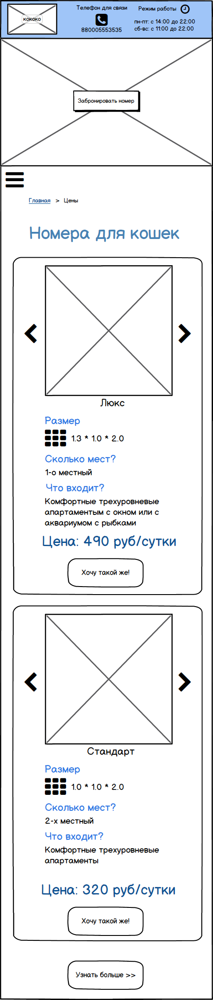 кококо
Телефон для связи
880005553535
Режим работы
пн-пт: с 14:00 до 22:00
сб-вс: с 11:00 до 22:00
Забронировать номер
Главная > Цены
Номера для кошек
Люкс
Размер
1.3 * 1.0 * 2.0
Сколько мест?
1-о местный
Что входит?
Комфортные трехуровневые
апартаментым с окном или с
аквариумом с рыбками
Цена: 490 руб/сутки
Хочу такой же!
Стандарт
Размер
1.0 * 1.0 * 2.0
Сколько мест?
2-х местный
Что входит?
Комфортные трехуровневые
апартаменты
Цена: 320 руб/сутки
Хочу такой же!
Узнать больше >>